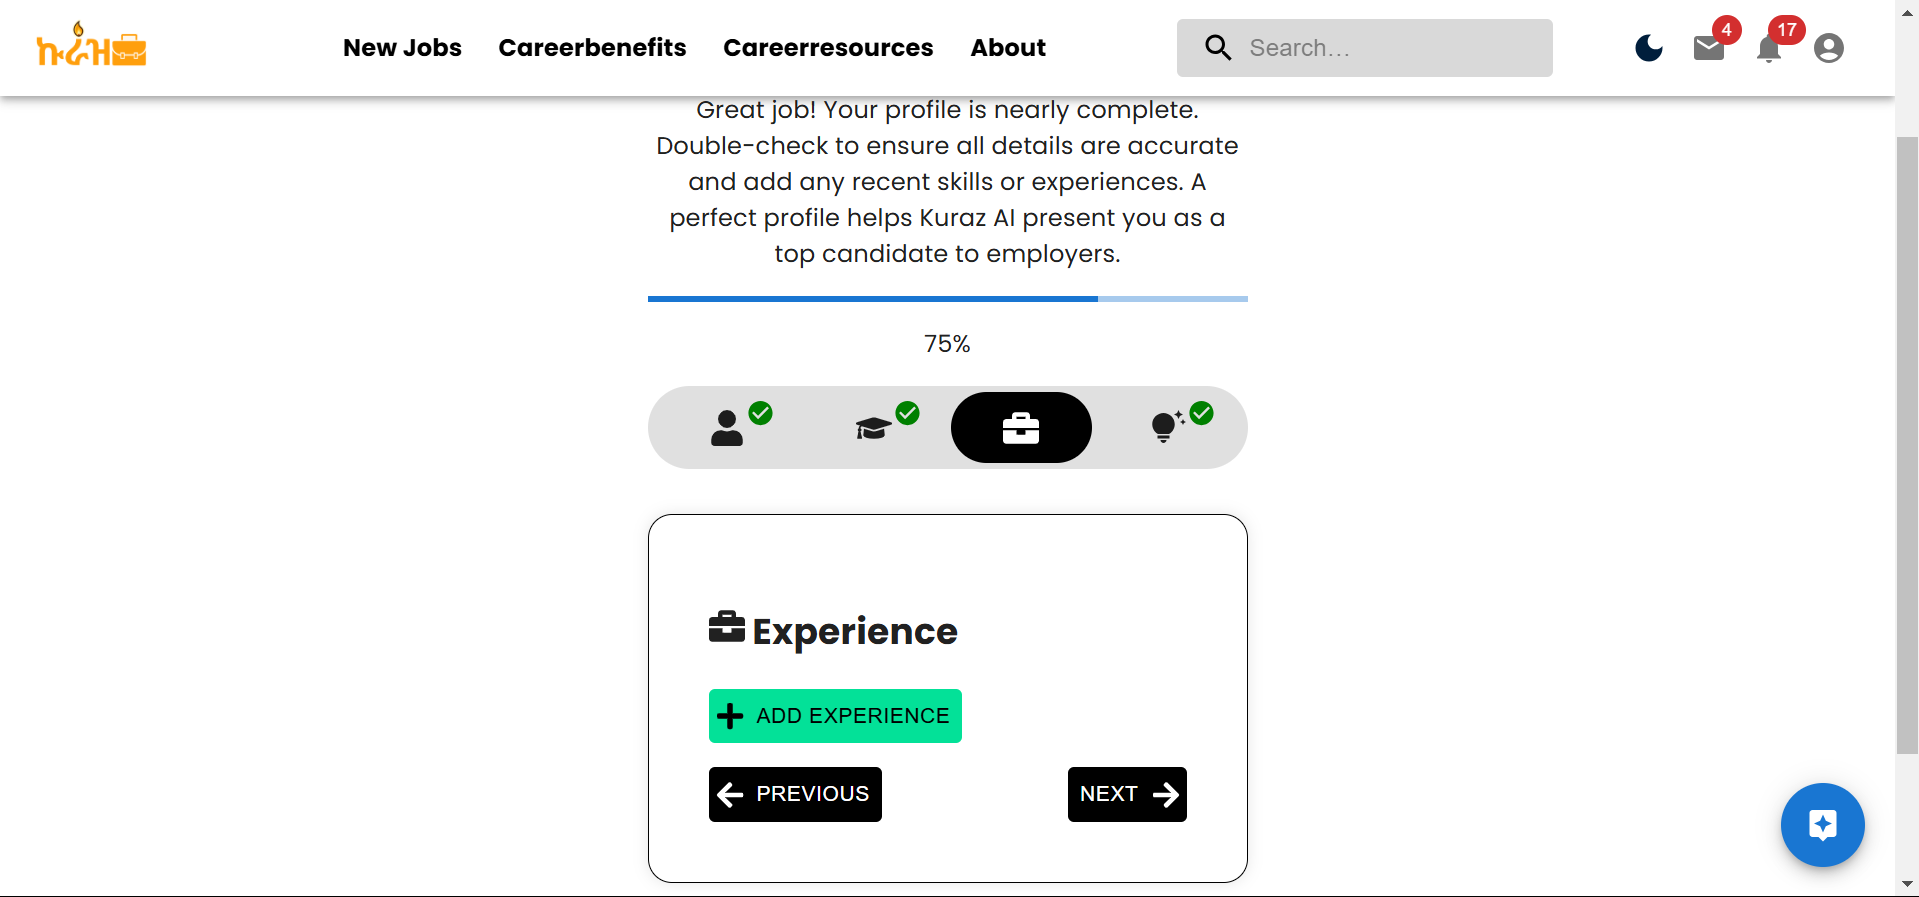 ኩራዝ
New Jobs
Careerbenefits
Careerresources
About
Search...
4
17
Great job! Your profile is nearly complete.
Double-check to ensure all details are accurate
and add any recent skills or experiences. A
perfect profile helps Kuraz AI present you as a
top candidate to employers.
75%
Experience
ADD EXPERIENCE
PREVIOUS
NEXT